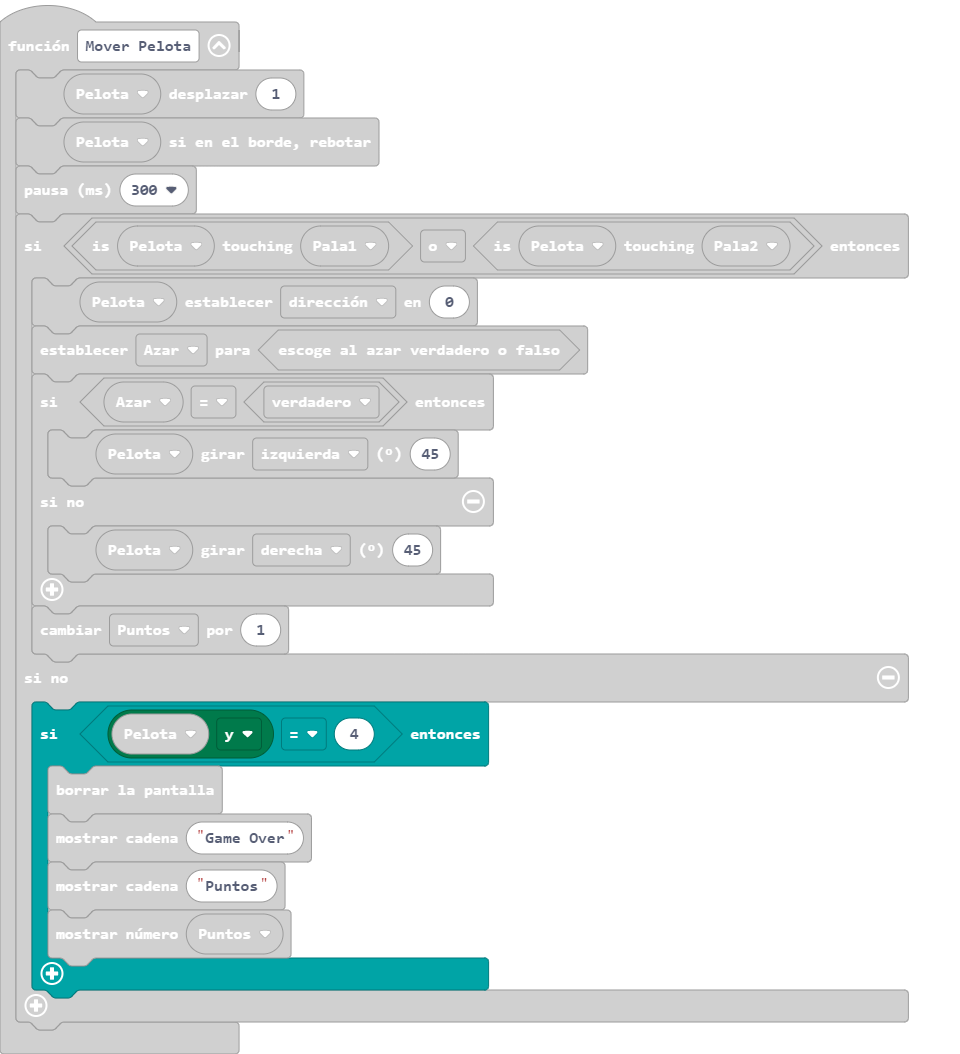 función Mover Pelota
Pelota desplazar 1
Pelota si en el borde, rebotar
pausa (ms) 300
si is Pelota touching Pala1 o is Pelota touching Pala2 entonces
Pelota establecer dirección en 0
establecer Azar para escoge al azar verdadero o falso
si Azar = verdadero entonces
Pelota girar izquierda (º) 45
si no
Pelota girar derecha (º) 45
cambiar Puntos por 1
si no
si Pelota y = 4 entonces
borrar la pantalla
mostrar cadena "Game Over"
mostrar cadena "Puntos"
mostrar número Puntos